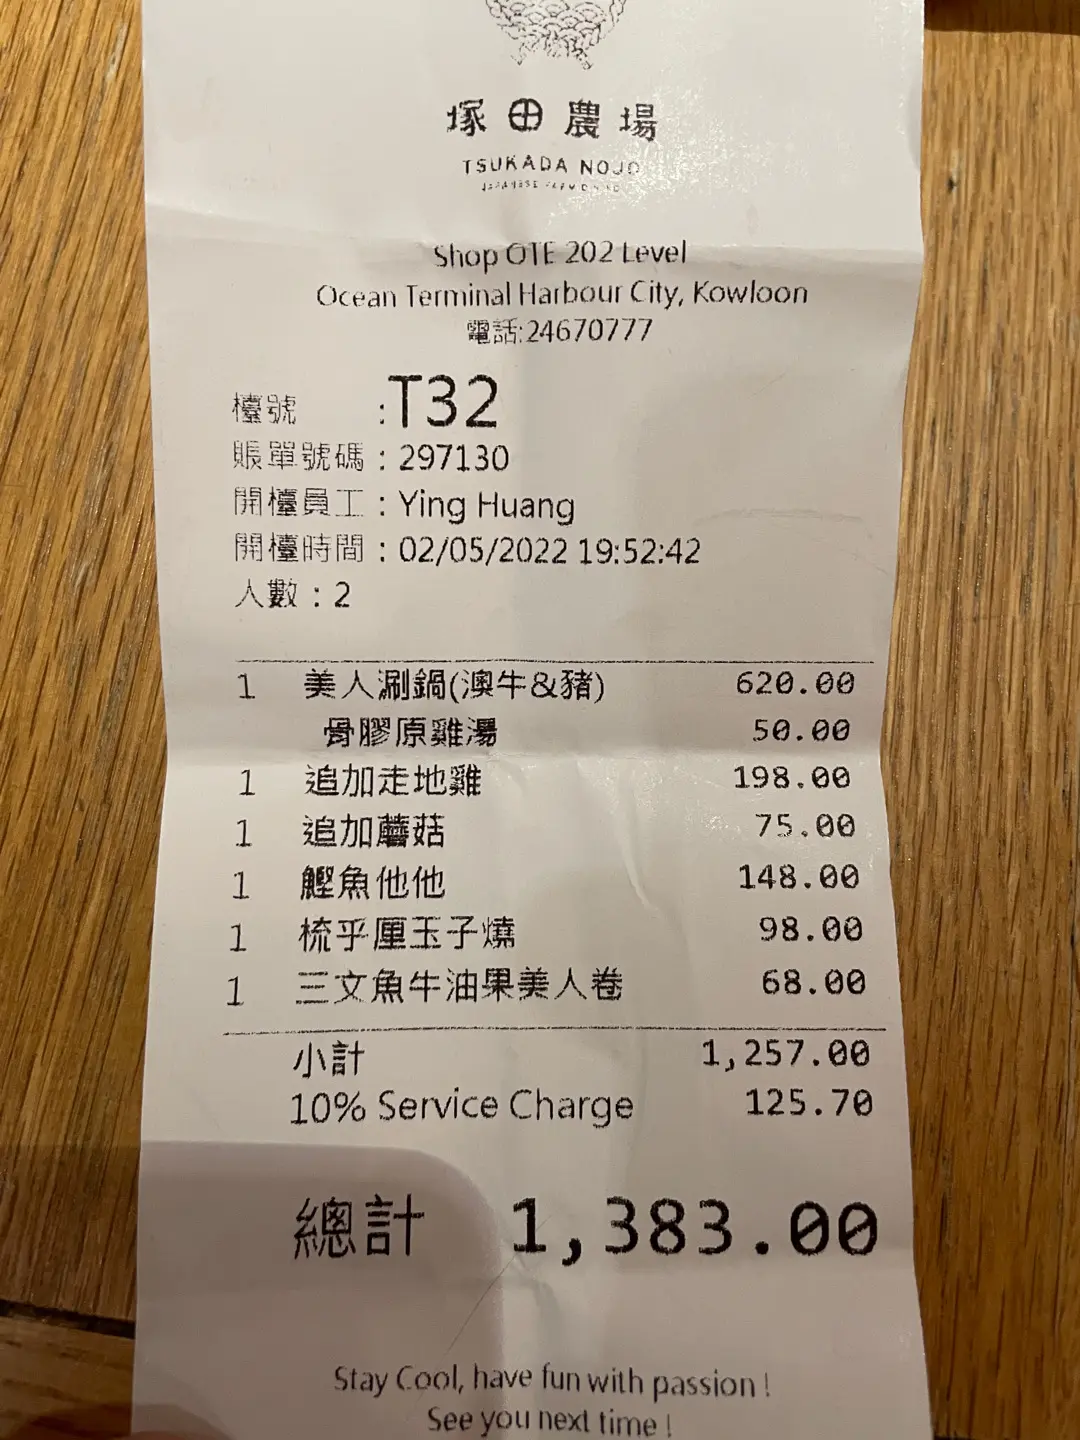 塚田農場
TSUKADA NOJO
JAPANESE FARM DINING
Shop OTE 202 Level
Ocean Terminal Harbour City, Kowloon
電話:24670777
檯號 :T32
賬單號碼 : 297130
開檯員工 : Ying Huang
開檯時間 : 02/05/2022 19:52:42
人數 : 2
1 美人涮鍋(澳牛&豬) 620.00
骨膠原雞湯 50.00
1 追加走地雞 198.00
1 追加蘑菇 75.00
1 鰹魚他他 148.00
1 梳乎厘玉子燒 98.00
1 三文魚牛油果美人卷 68.00
小計 1,257.00
10% Service Charge 125.70
總計 1,383.00
Stay Cool, have fun with passion !
See you next time !